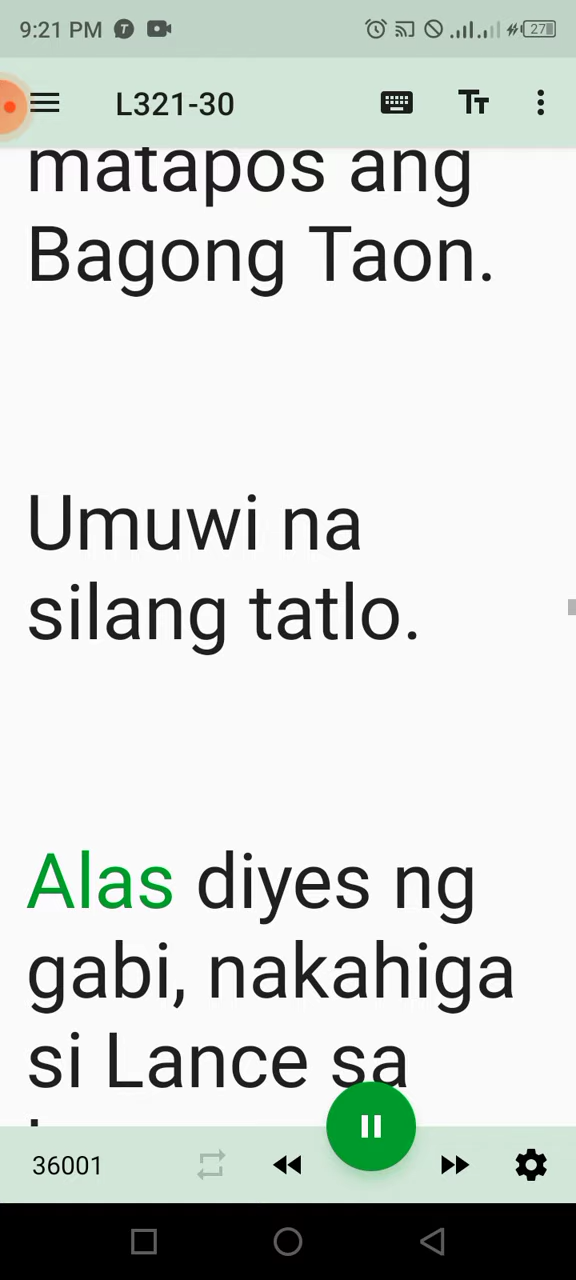 9:21 PM
27
L321-30
matapos ang
Bagong Taon.
Umuwi na
silang tatlo.
Alas diyes ng
gabi, nakahiga
si Lance sa
36001